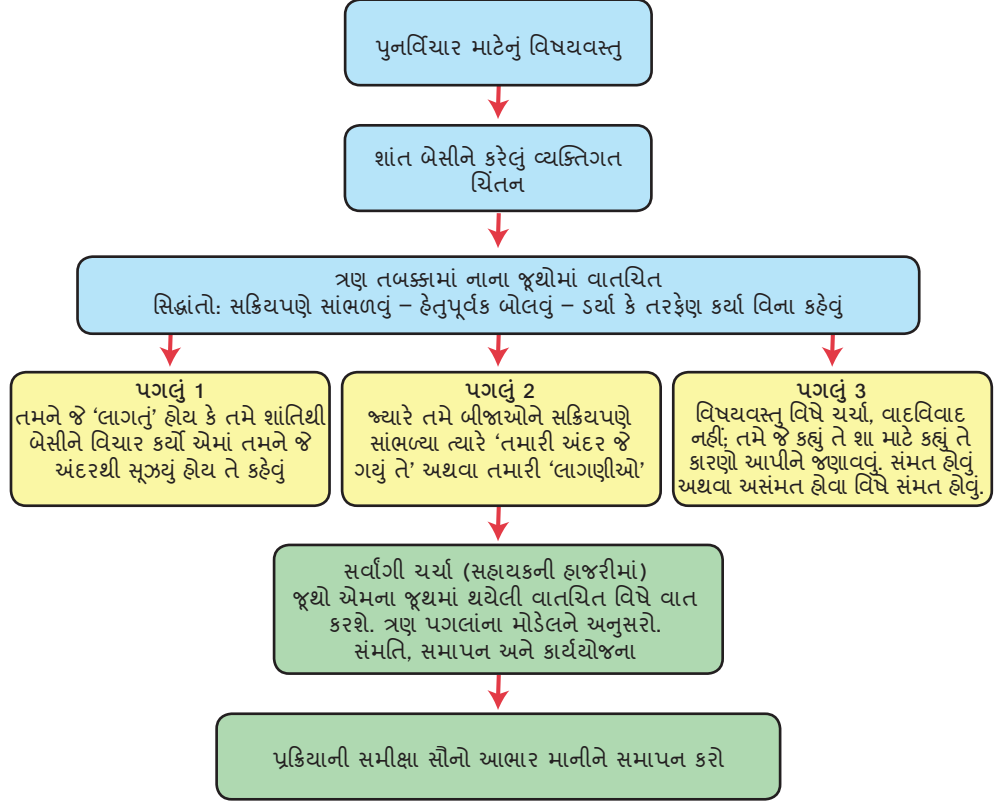 પુનર્વિચાર માટેનું વિષયવસ્તુ
શાંત બેસીને કરેલું વ્યક્તિગત
ચિંતન
ત્રણ તબક્કામાં નાના જૂથોમાં વાતચિત
સિદ્ધાંતો: સક્રિયપણે સાંભળવું – હેતુપૂર્વક બોલવું – ડર્યા કે તરફેણ કર્યા વિના કહેવું
પગલું 1
તમને જે ‘લાગતું’ હોય કે તમે શાંતિથી
બેસીને વિચાર કર્યો એમાં તમને જે
અંદરથી સૂઝયું હોય તે કહેવું
પગલું 2
જ્યારે તમે બીજાઓને સક્રિયપણે
સાંભળ્યા ત્યારે ‘તમારી અંદર જે
ગયું તે’ અથવા તમારી ‘લાગણીઓ’
પગલું 3
વિષયવસ્તુ વિષે ચર્ચા, વાદવિવાદ
નહીં; તમે જે કહ્યું તે શા માટે કહ્યું તે
કારણો આપીને જણાવવું. સંમત હોવું
અથવા અસંમત હોવા વિષે સંમત હોવું.
સર્વાંગી ચર્ચા (સહાયકની હાજરીમાં)
જૂથો એમના જૂથમાં થયેલી વાતચિત વિષે વાત
કરશે. ત્રણ પગલાંના મોડેલને અનુસરો.
સંમતિ, સમાપન અને કાર્યયોજના
પ્રક્રિયાની સમીક્ષા સૌનો આભાર માનીને સમાપન કરો